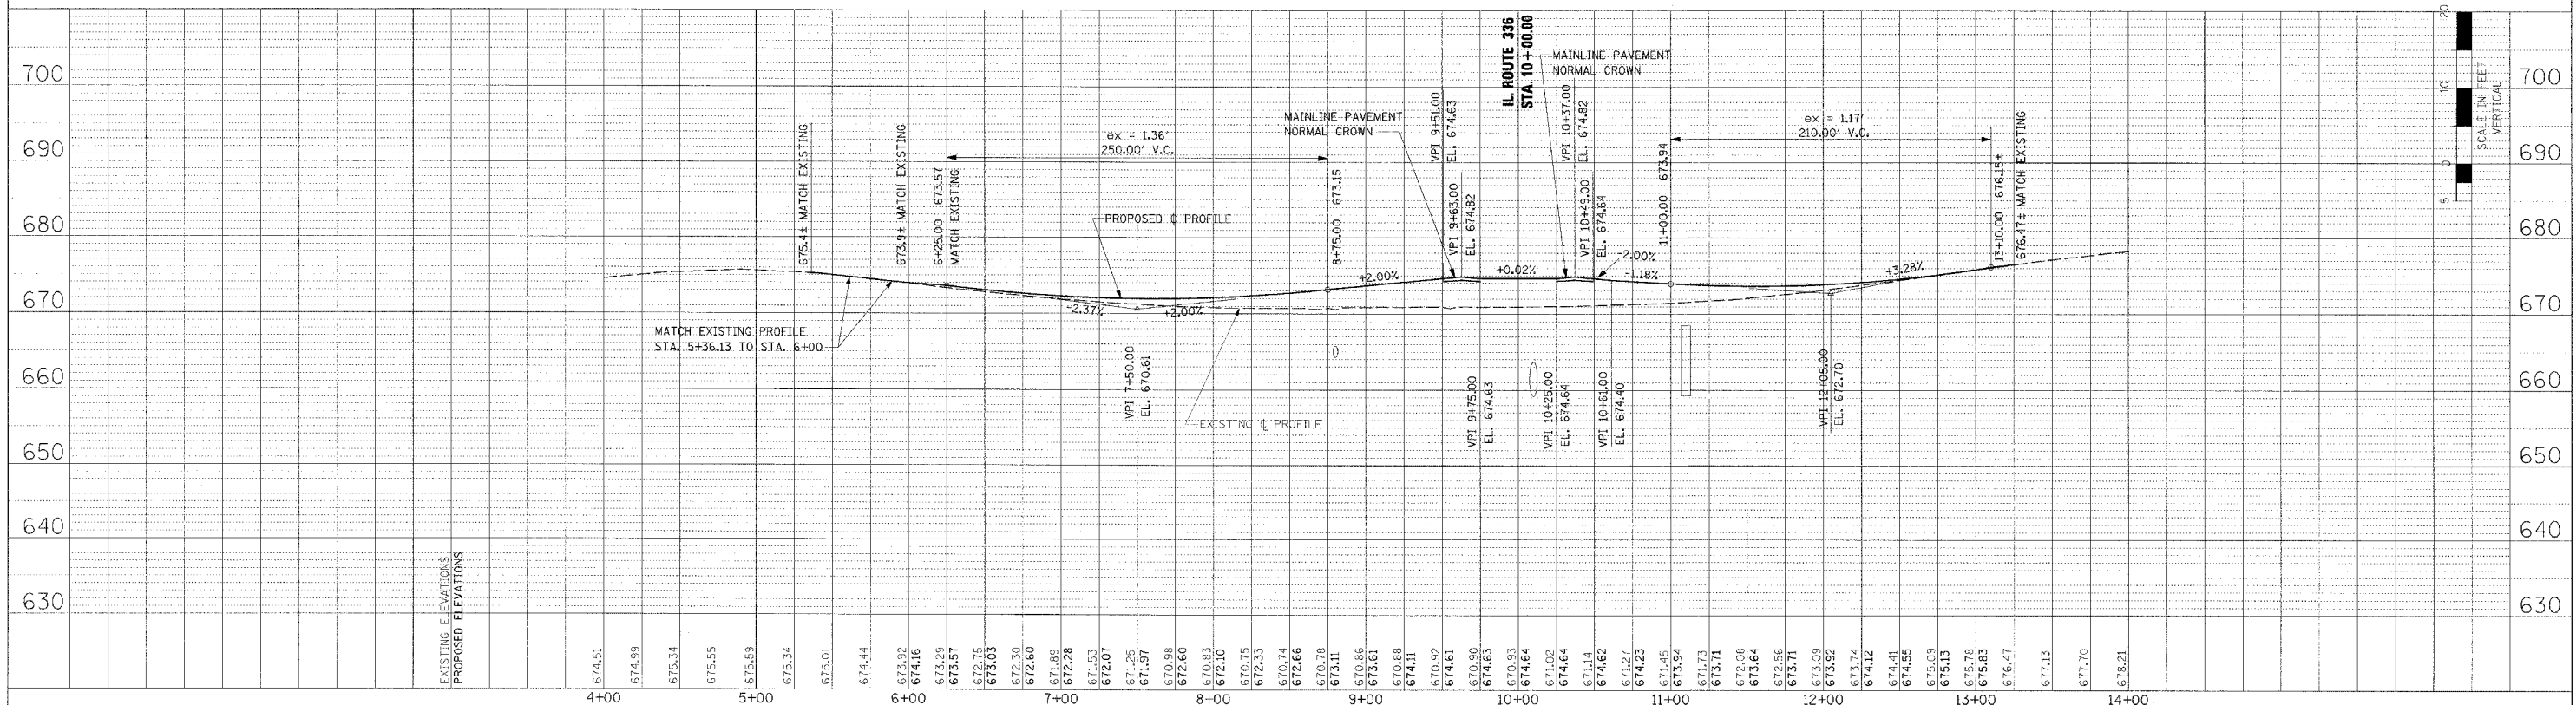 700
690
680
670
660
650
640
630
EXISTING ELEVATIONS
PROPOSED ELEVATIONS
MATCH EXISTING PROFILE
STA. 5+36.13 TO STA. 6+00
675.4± MATCH EXISTING
673.9± MATCH EXISTING
6+25.00 673.57
MATCH EXISTING
ex = 1.36'
250.00' V.C.
PROPOSED ℄ PROFILE
-2.37%
+2.00%
VPI 7+50.00
EL. 670.61
EXISTING ℄ PROFILE
8+75.00 673.15
+2.00%
MAINLINE PAVEMENT
NORMAL CROWN
VPI 9+51.00
EL. 674.63
VPI 9+63.00
EL. 674.82
VPI 9+75.00
EL. 674.63
IL. ROUTE 336
STA. 10+00.00
+0.02%
MAINLINE PAVEMENT
NORMAL CROWN
VPI 10+25.00
EL. 674.64
VPI 10+37.00
EL. 674.82
VPI 10+49.00
EL. 674.64
VPI 10+61.00
EL. 674.40
-2.00%
-1.18%
11+00.00 673.94
ex = 1.17'
210.00' V.C.
VPI 12+05.00
EL. 672.70
+3.28%
13+10.00 676.15±
676.47± MATCH EXISTING
20
10
0
5
SCALE IN FEET
VERTICAL
700
690
680
670
660
650
640
630
674.51
674.99
675.34
675.55
675.59
675.34
675.01
674.44
673.92
674.16
673.29
673.57
672.75
673.03
672.30
672.60
671.89
672.28
671.53
672.07
671.25
671.97
670.98
672.60
670.83
672.10
670.75
672.33
670.74
672.66
670.78
673.11
670.86
673.61
670.88
674.11
670.92
674.61
670.90
674.63
670.93
674.64
671.02
674.64
671.14
674.62
671.27
674.23
671.45
673.94
671.73
673.71
672.08
673.64
672.56
673.71
673.09
673.92
673.74
674.12
674.41
674.55
675.09
675.13
675.78
675.83
676.47
677.13
677.70
678.21
4+00
5+00
6+00
7+00
8+00
9+00
10+00
11+00
12+00
13+00
14+00